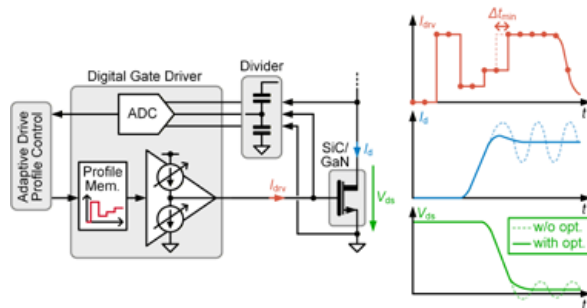 Digital Gate Driver
Divider
ADC
Adaptive Drive
Profile Control
Profile
Mem.
I_drv
I_d
SiC/
GaN
V_ds
I_drv
Δt_min
t
I_d
t
V_ds
w/o opt.
with opt.
t